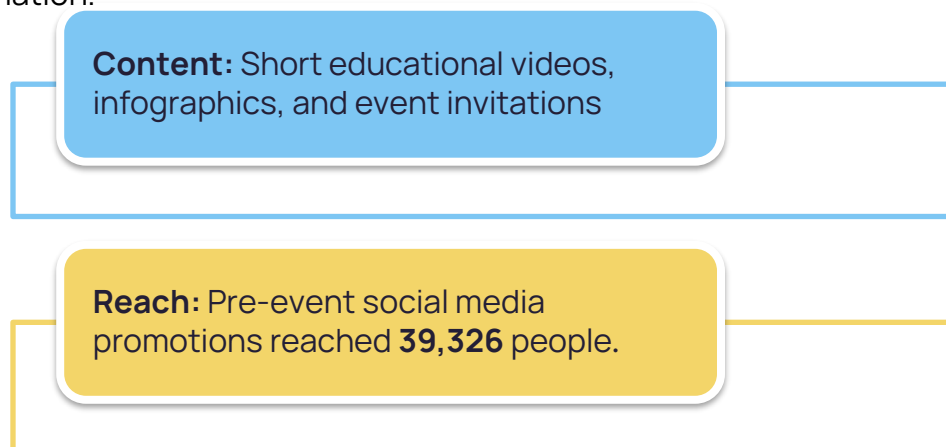 Content: Short educational videos,
infographics, and event invitations
Reach: Pre-event social media
promotions reached 39,326 people.